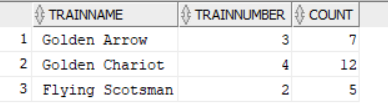 TRAINNAME TRAINNUMBER COUNT
1 Golden Arrow 3 7
2 Golden Chariot 4 12
3 Flying Scotsman 2 5